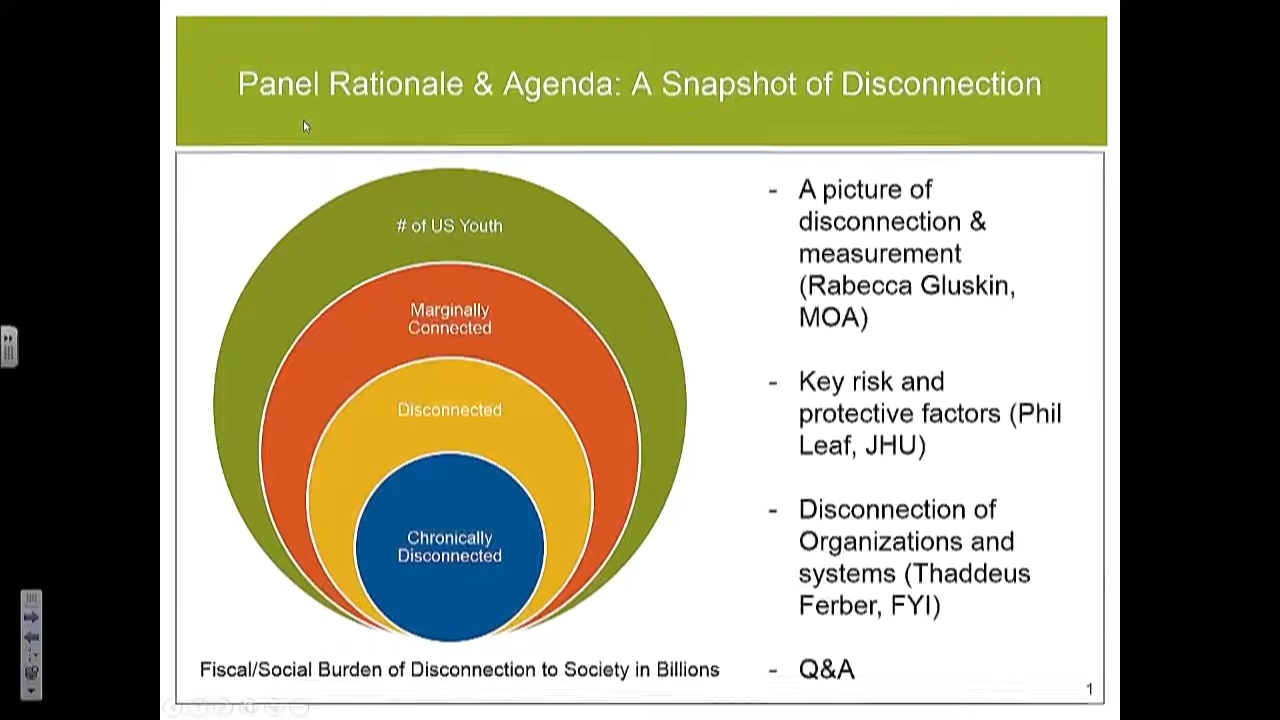 Panel Rationale & Agenda: A Snapshot of Disconnection
# of US Youth
Marginally
Connected
Disconnected
Chronically
Disconnected
Fiscal/Social Burden of Disconnection to Society in Billions
- A picture of
disconnection &
measurement
(Rabecca Gluskin,
MOA)
- Key risk and
protective factors (Phil
Leaf, JHU)
- Disconnection of
Organizations and
systems (Thaddeus
Ferber, FYI)
- Q&A
1